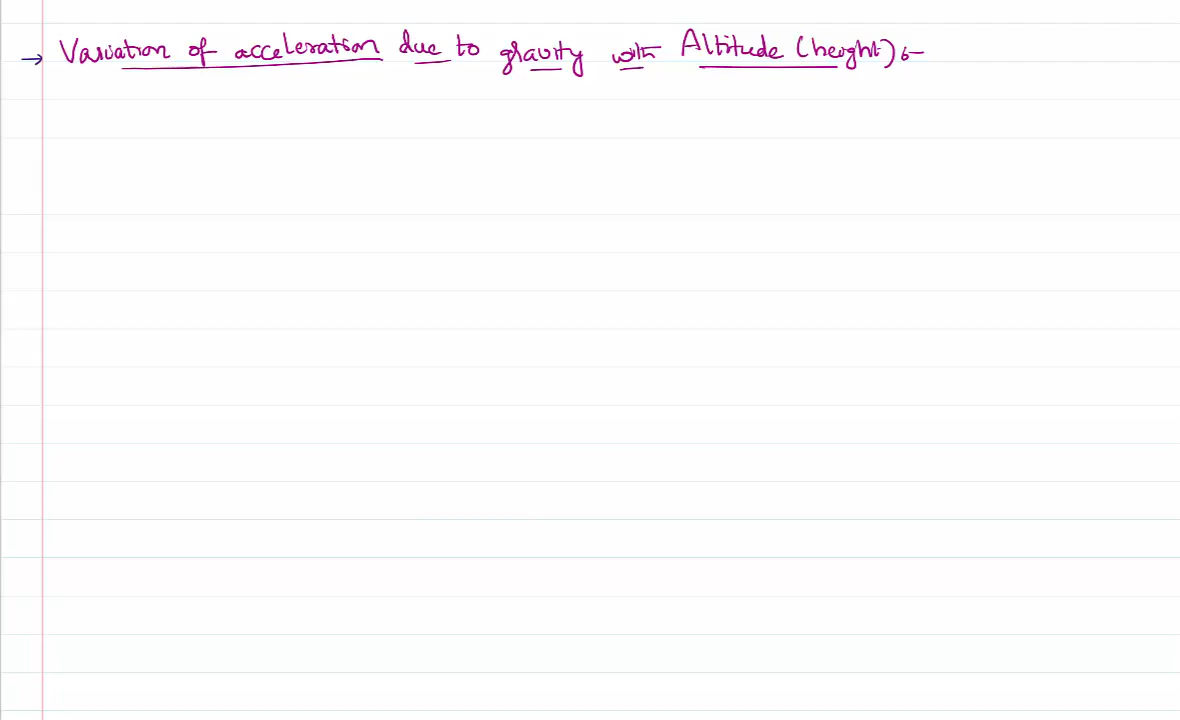 → Variation of acceleration due to gravity with Altitude (height) :-